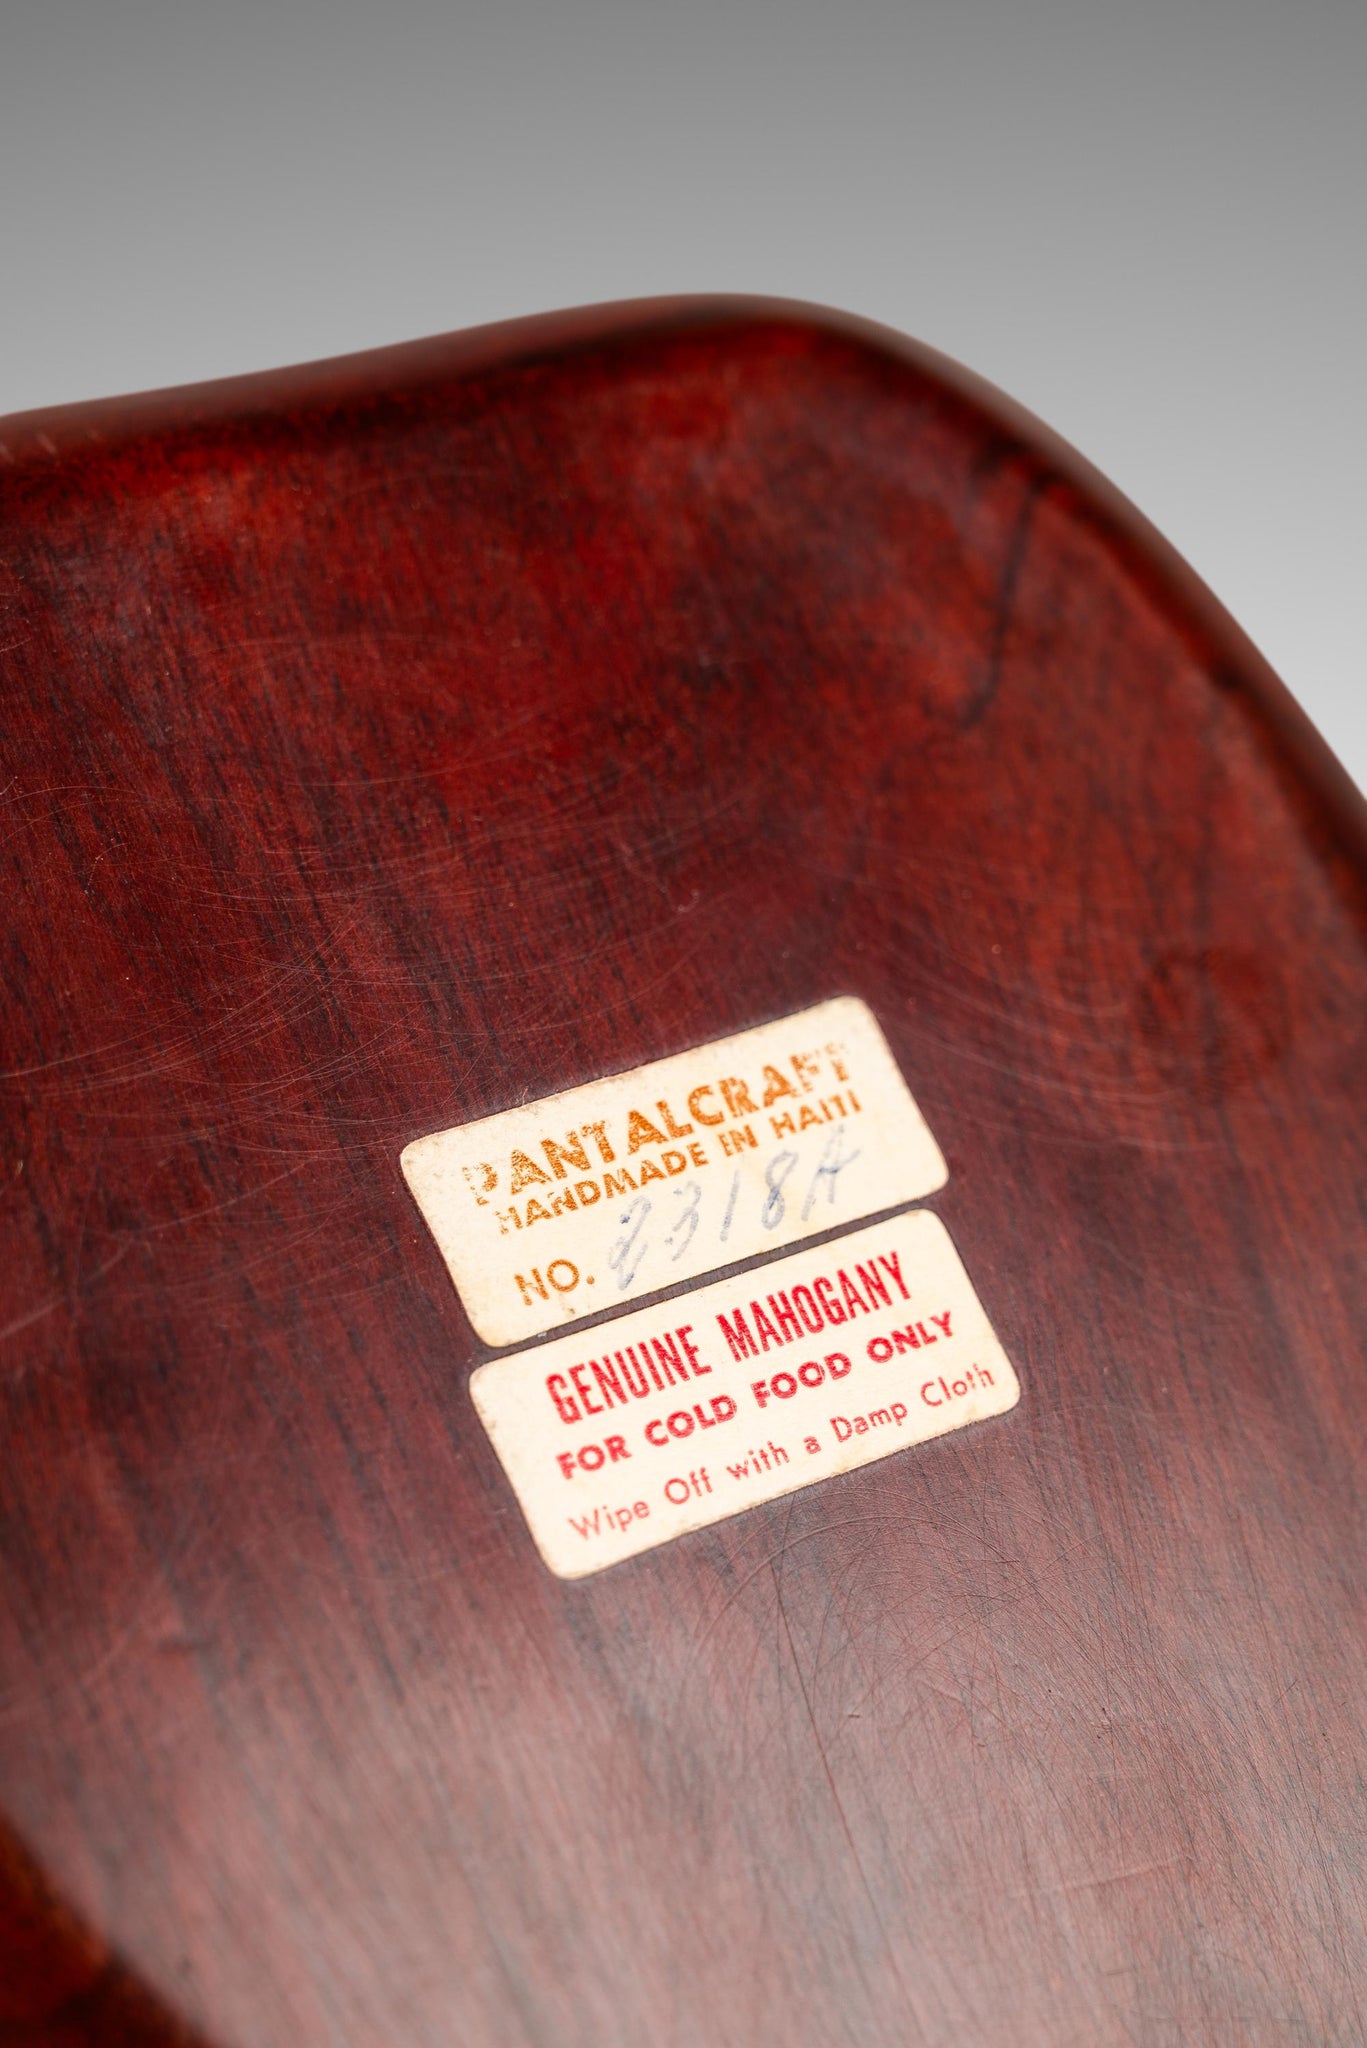 PANTALCRAFT
HANDMADE IN HAITI
NO. 2318A
GENUINE MAHOGANY
FOR COLD FOOD ONLY
Wipe Off with a Damp Cloth